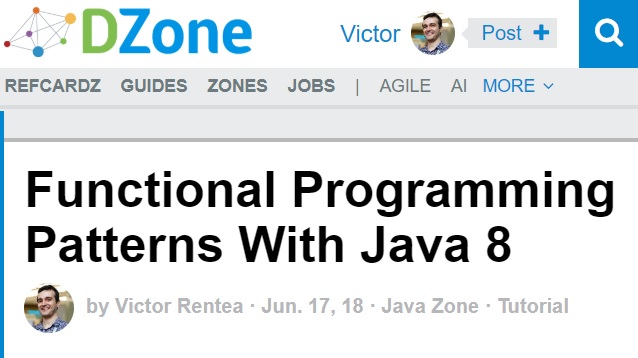 DZone
Victor
Post +
REFCARDZ GUIDES ZONES JOBS | AGILE AI MORE
Functional Programming
Patterns With Java 8
by Victor Rentea · Jun. 17, 18 · Java Zone · Tutorial